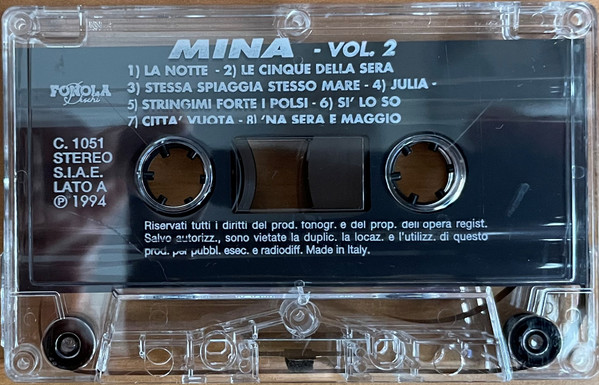 MINA - VOL. 2
1) LA NOTTE - 2) LE CINQUE DELLA SERA
3) STESSA SPIAGGIA STESSO MARE - 4) JULIA -
5) STRINGIMI FORTE I POLSI - 6) SI' LO SO
7) CITTA' VUOTA - 8) 'NA SERA E MAGGIO
FONOLA
Dischi
C. 1051
STEREO
S.I.A.E.
LATO A
Ⓟ 1994
Riservati tutti i diritti del prod. fonogr. e del prop. dell opera regist.
Salvo autorizz., sono vietate la duplic. la locaz. e l'utilizz. di questo
prod. per pubbl. esec. e radiodiff. Made in Italy.